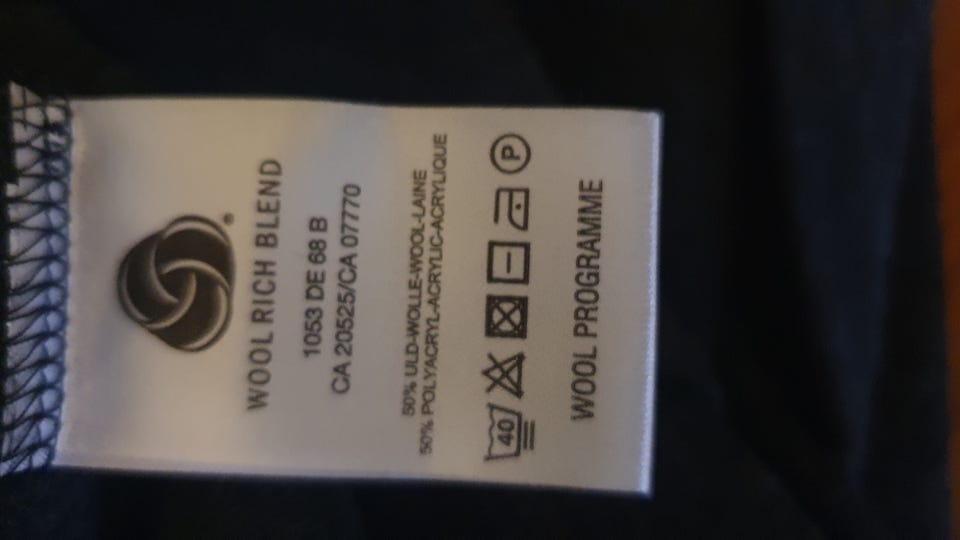 ®
WOOL RICH BLEND
1053 DE 68 B
CA 20525/CA 07770
50% ULD-WOLLE-WOOL-LAINE
50% POLYACRYL-ACRYLIC-ACRYLIQUE
40 P
WOOL PROGRAMME